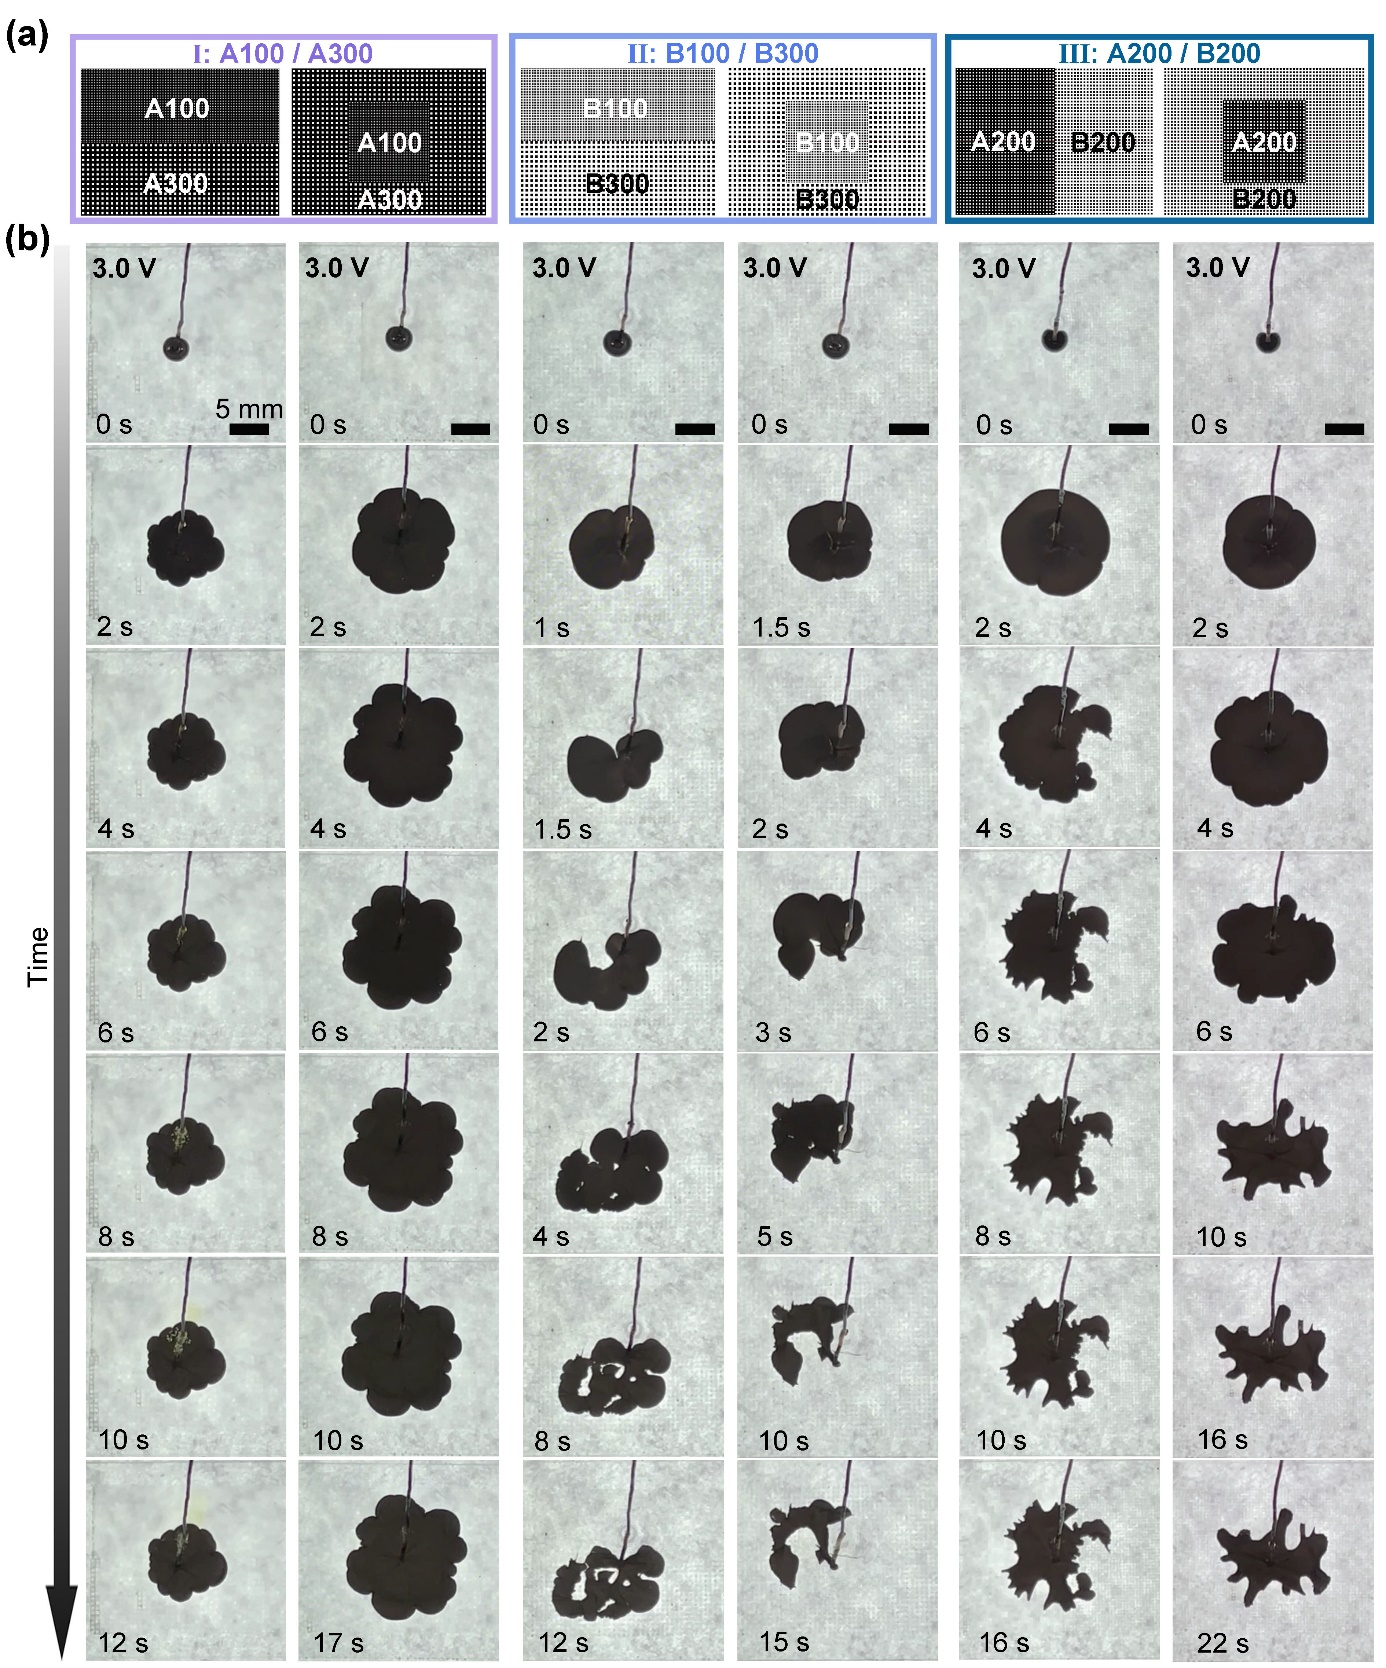 (a)
I: A100 / A300
II: B100 / B300
III: A200 / B200
A100
A300
A100
A300
B100
B300
B100
B300
A200 B200
A200
B200
(b)
Time
3.0 V 3.0 V 3.0 V 3.0 V 3.0 V 3.0 V
5 mm
0 s 0 s 0 s 0 s 0 s 0 s
2 s 2 s 1 s 1.5 s 2 s 2 s
4 s 4 s 1.5 s 2 s 4 s 4 s
6 s 6 s 2 s 3 s 6 s 6 s
8 s 8 s 4 s 5 s 8 s 10 s
10 s 10 s 8 s 10 s 10 s 16 s
12 s 17 s 12 s 15 s 16 s 22 s